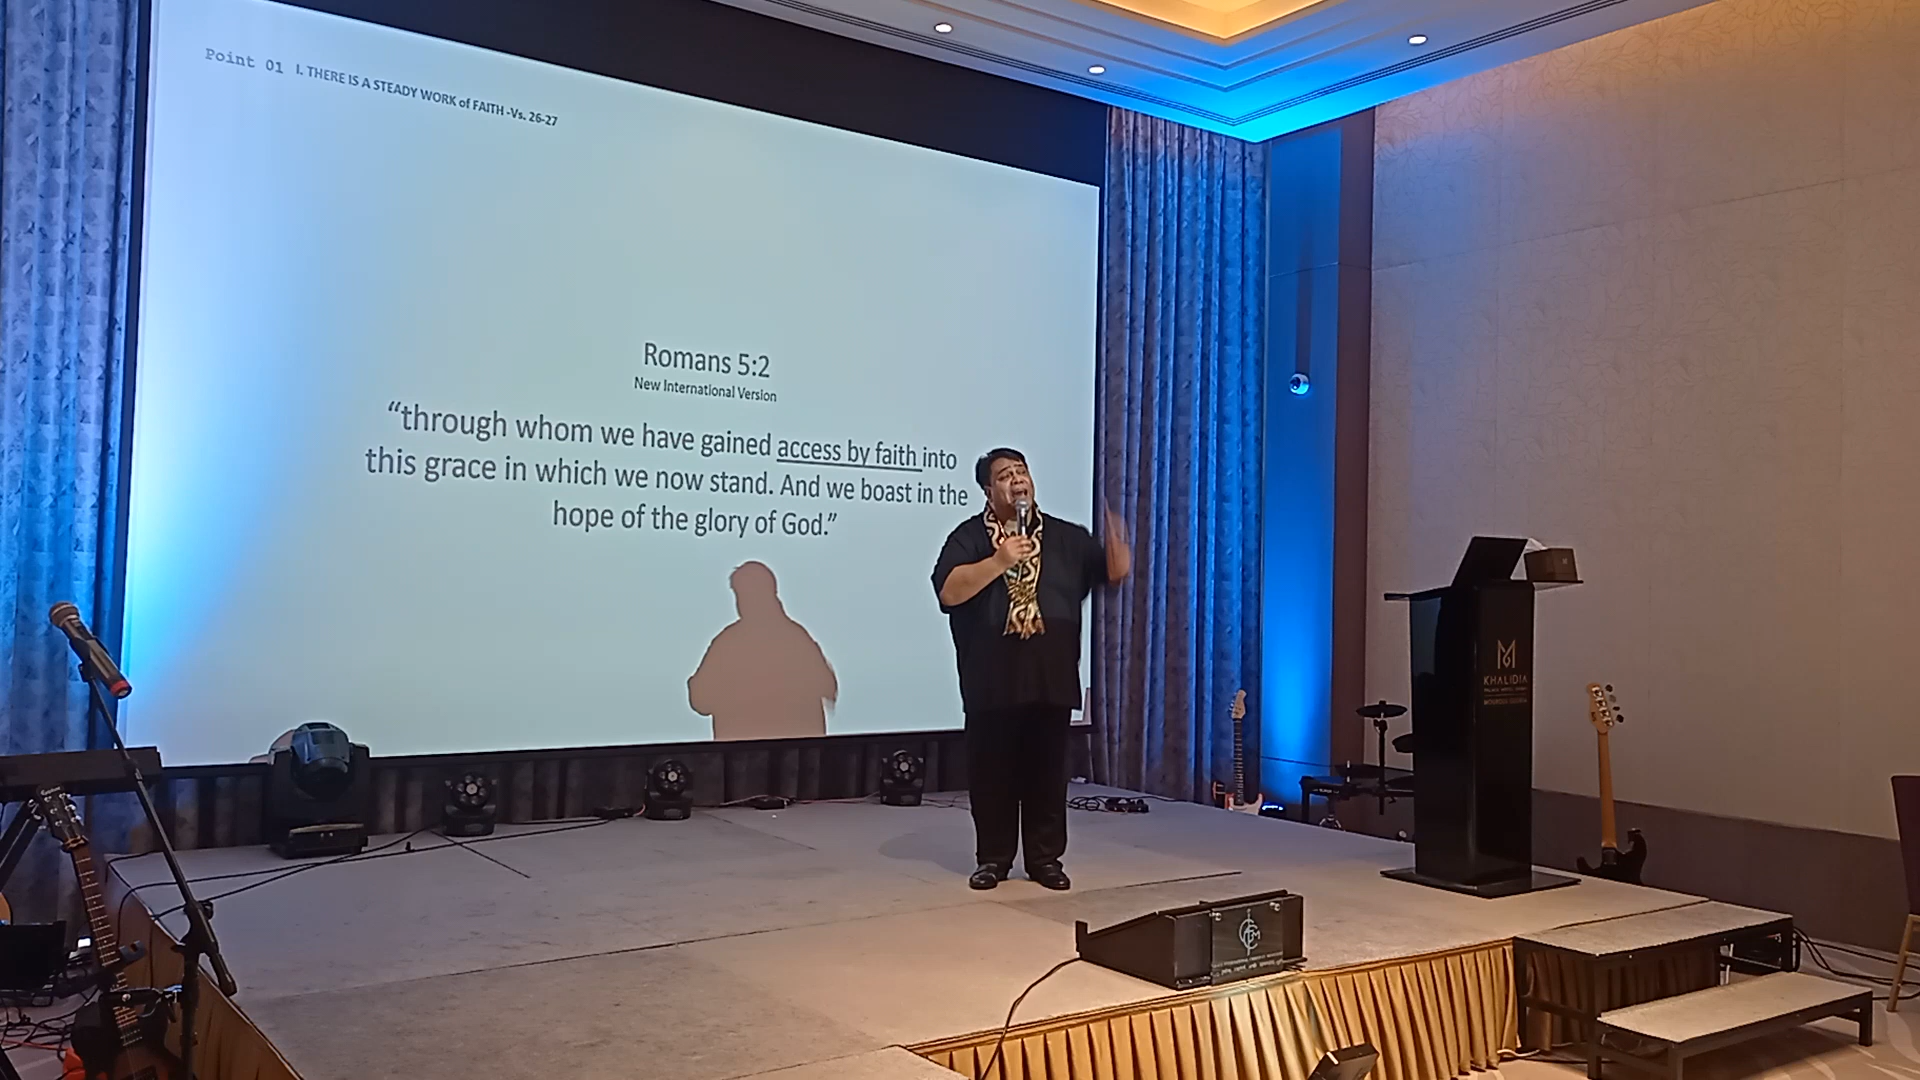 Point 01 I. THERE IS A STEADY WORK of FAITH -Vs. 26-27
Romans 5:2
New International Version
“through whom we have gained access by faith into
this grace in which we now stand. And we boast in the
hope of the glory of God.”
M
KHALIDIA